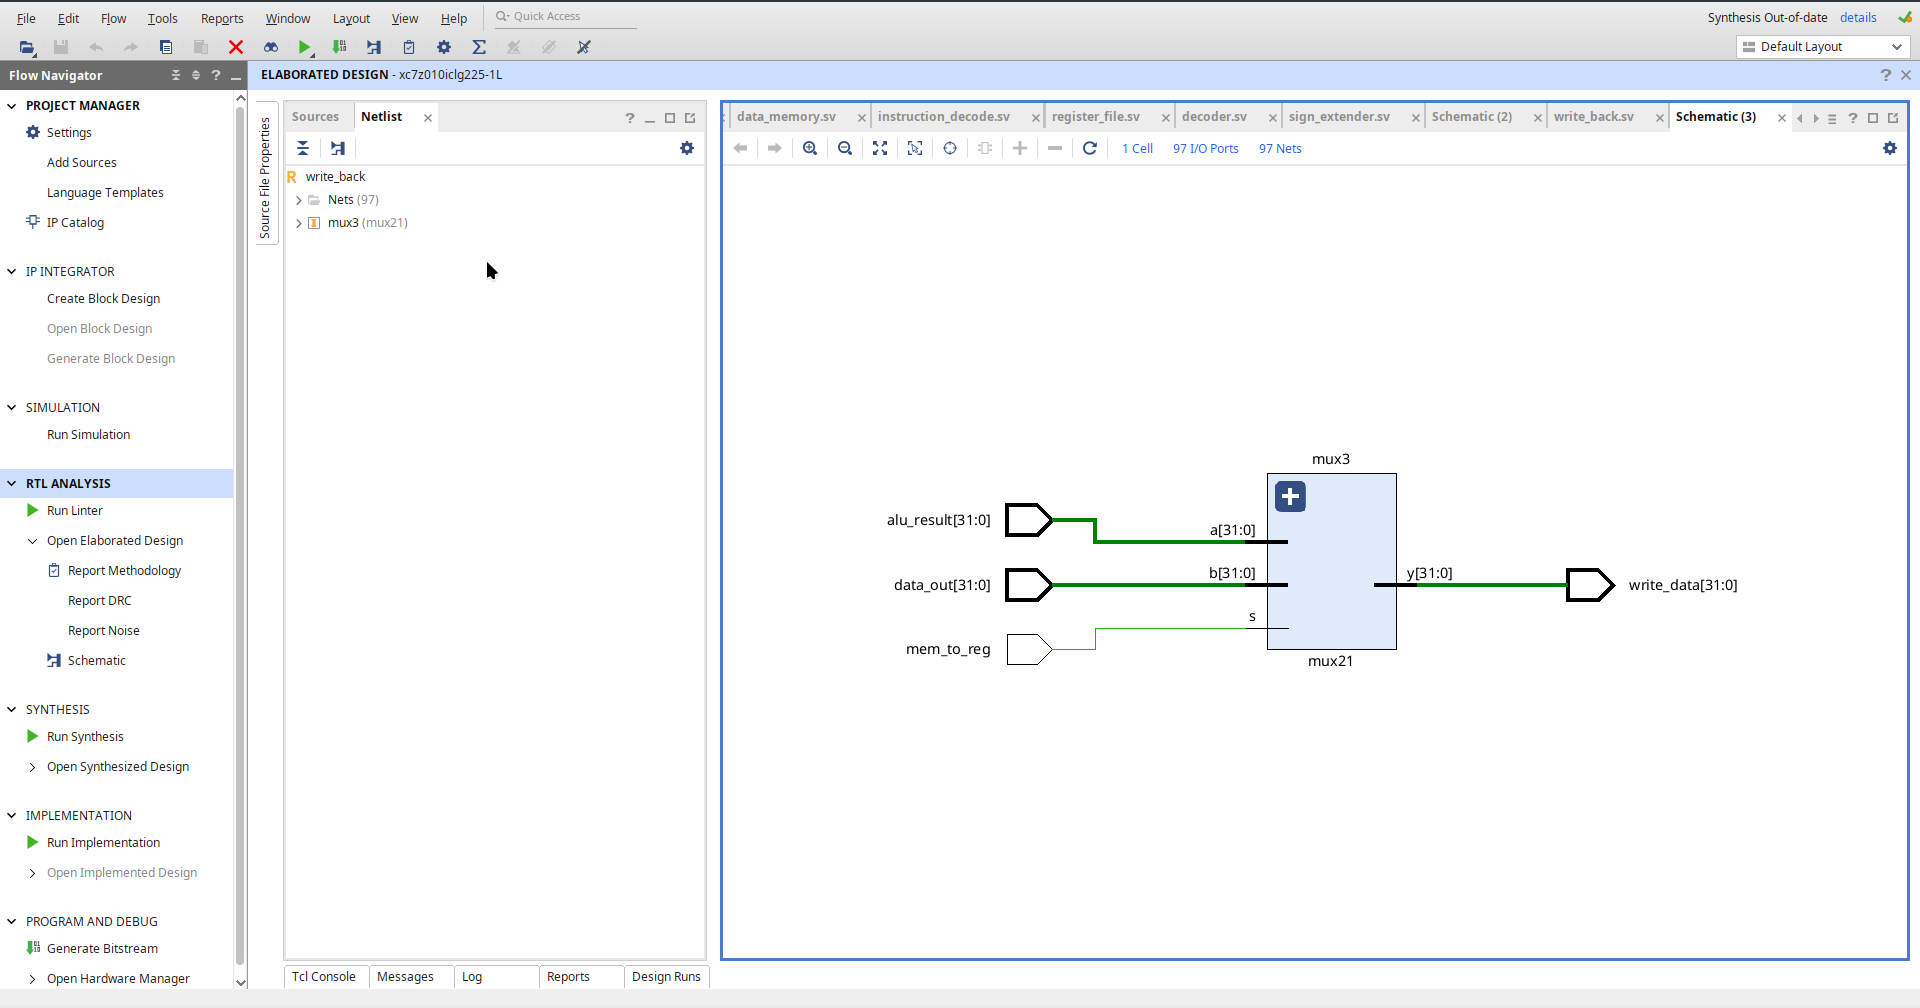 File Edit Flow Tools Reports Window Layout View Help Quick Access Synthesis Out-of-date details
Default Layout
Flow Navigator ? ELABORATED DESIGN - xc7z010iclg225-1L ?
PROJECT MANAGER
Settings
Add Sources
Language Templates
IP Catalog
IP INTEGRATOR
Create Block Design
Open Block Design
Generate Block Design
SIMULATION
Run Simulation
RTL ANALYSIS
Run Linter
Open Elaborated Design
Report Methodology
Report DRC
Report Noise
Schematic
SYNTHESIS
Run Synthesis
Open Synthesized Design
IMPLEMENTATION
Run Implementation
Open Implemented Design
PROGRAM AND DEBUG
Generate Bitstream
Open Hardware Manager
Source File Properties
Sources Netlist ?
R write_back
Nets (97)
mux3 (mux21)
Tcl Console Messages Log Reports Design Runs
data_memory.sv instruction_decode.sv register_file.sv decoder.sv sign_extender.sv Schematic (2) write_back.sv Schematic (3) ?
1 Cell 97 I/O Ports 97 Nets
mux3
alu_result[31:0] a[31:0]
data_out[31:0] b[31:0] y[31:0] write_data[31:0]
mem_to_reg s
mux21